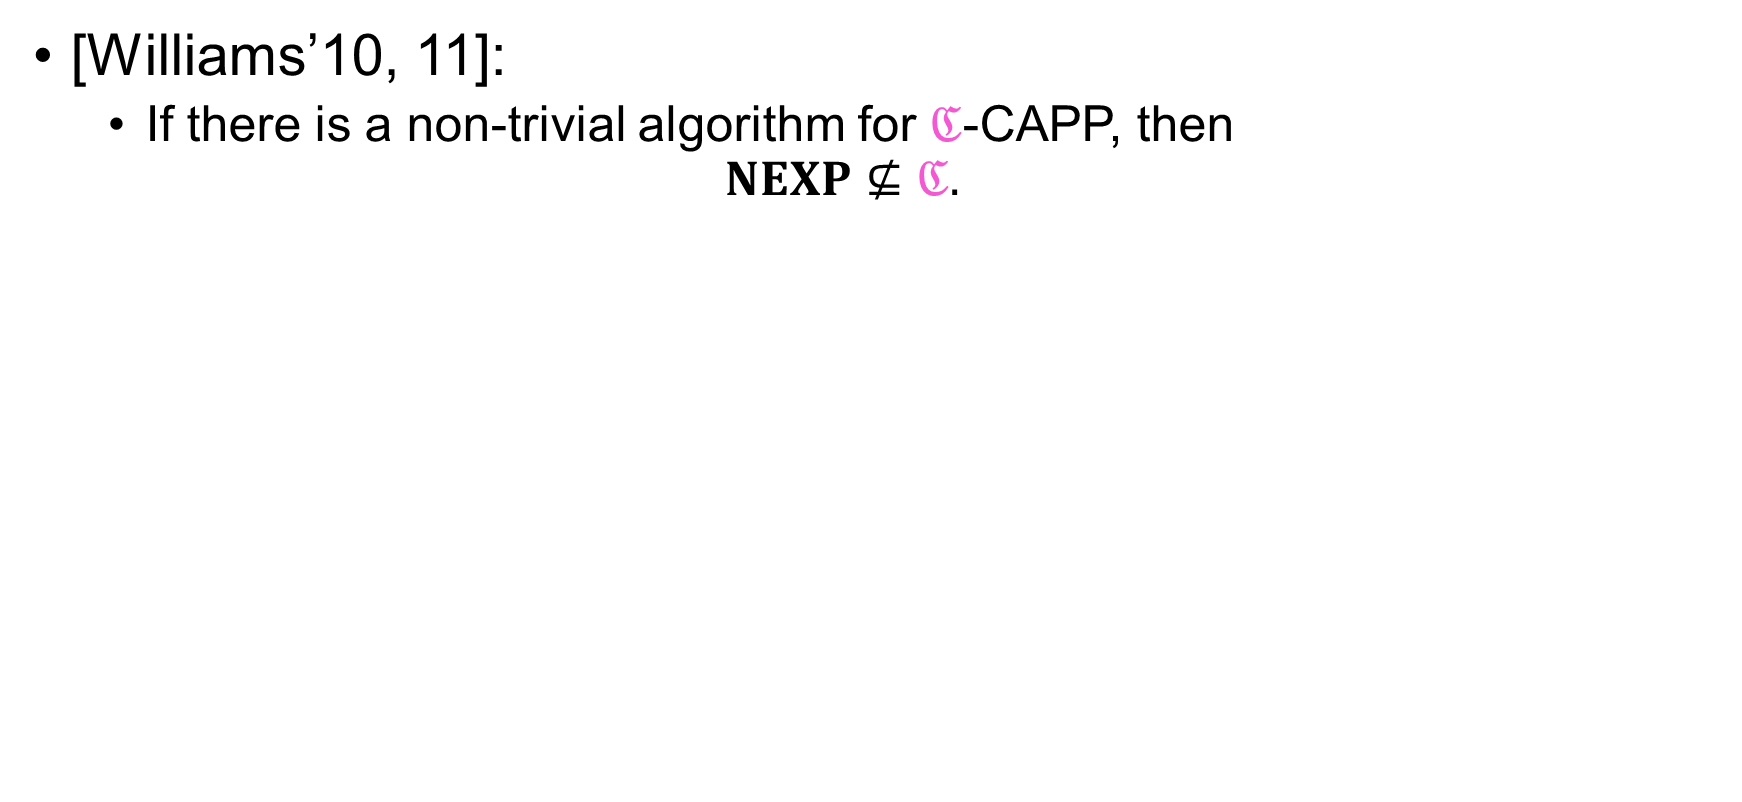 • [Williams’10, 11]:
• If there is a non-trivial algorithm for ℭ-CAPP, then
𝐍𝐄𝐗𝐏 ⊈ ℭ.